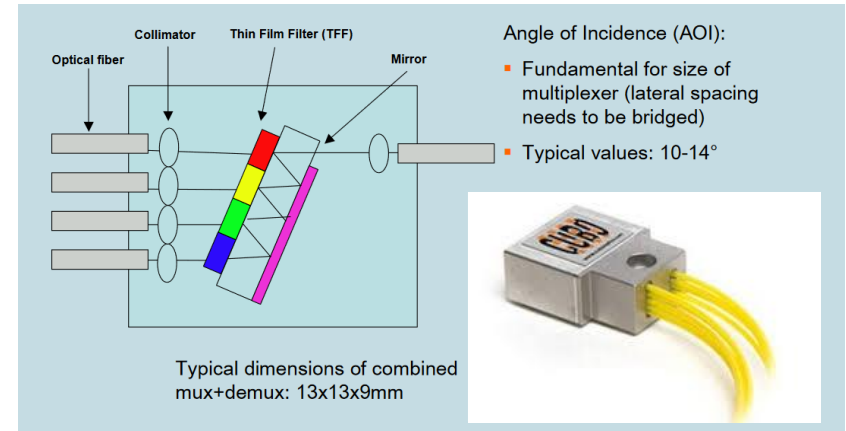 Optical fiber
Collimator
Thin Film Filter (TFF)
Mirror
Angle of Incidence (AOI):
Fundamental for size of
multiplexer (lateral spacing
needs to be bridged)
Typical values: 10-14°
CUBO
Typical dimensions of combined
mux+demux: 13x13x9mm